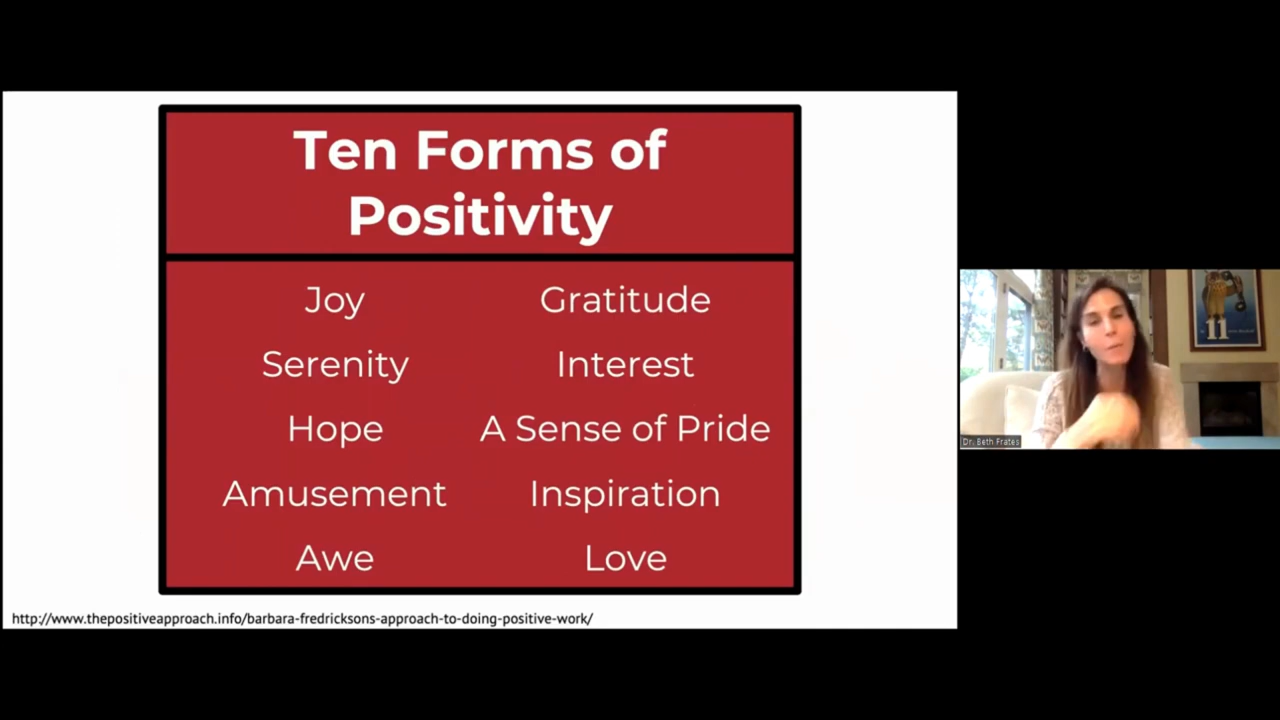 Ten Forms of
Positivity
Joy Gratitude
Serenity Interest
Hope A Sense of Pride
Amusement Inspiration
Awe Love
http://www.thepositiveapproach.info/barbara-fredricksons-approach-to-doing-positive-work/
11
Dr. Beth Frates